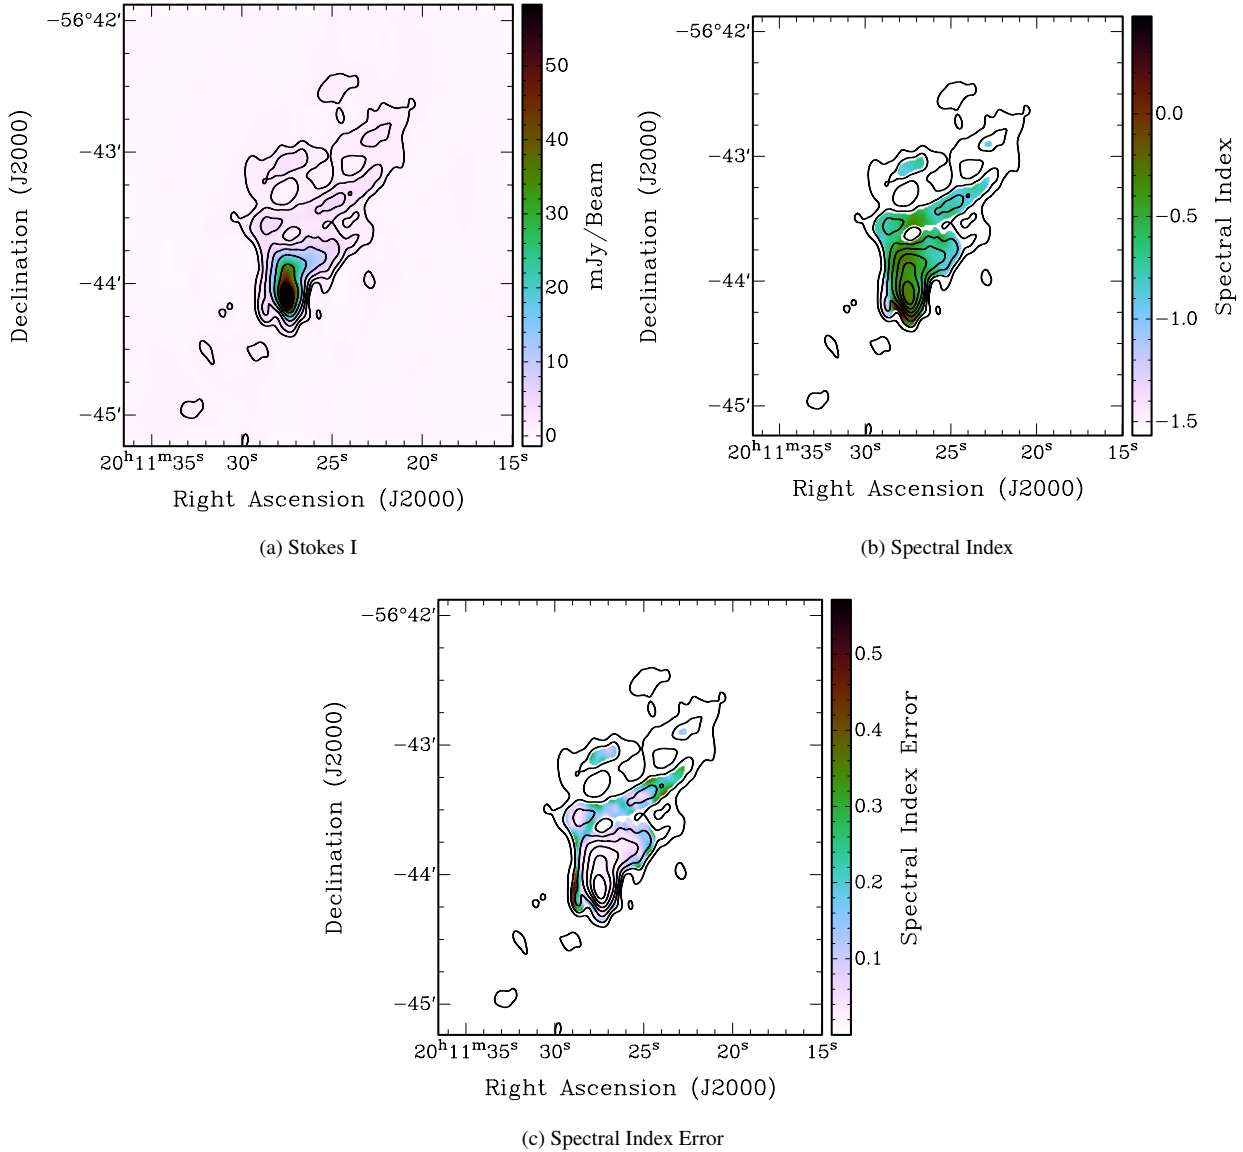 −56°42′
−43′
−44′
−45′
Declination (J2000)
20ʰ11ᵐ35ˢ 30ˢ 25ˢ 20ˢ 15ˢ
Right Ascension (J2000)
50
40
30
20
10
0
mJy/Beam
(a) Stokes I
−56°42′
−43′
−44′
−45′
Declination (J2000)
20ʰ11ᵐ35ˢ 30ˢ 25ˢ 20ˢ 15ˢ
Right Ascension (J2000)
0.0
−0.5
−1.0
−1.5
Spectral Index
(b) Spectral Index
−56°42′
−43′
−44′
−45′
Declination (J2000)
20ʰ11ᵐ35ˢ 30ˢ 25ˢ 20ˢ 15ˢ
Right Ascension (J2000)
0.5
0.4
0.3
0.2
0.1
Spectral Index Error
(c) Spectral Index Error